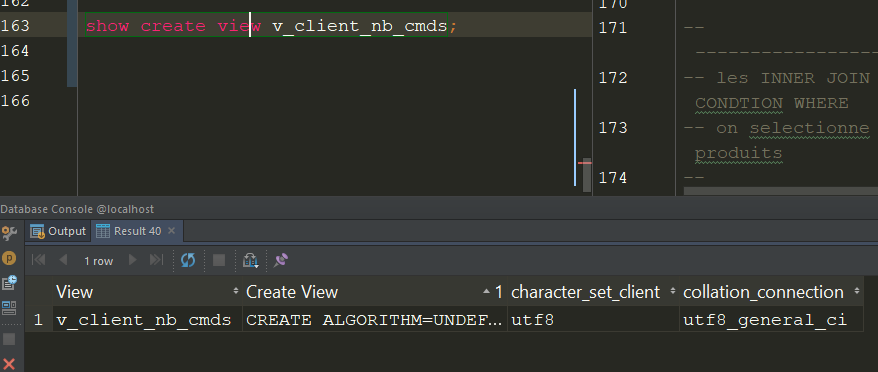 162
163 show create view v_client_nb_cmds;
164
165
166
170
171 --
------------------
172 -- les INNER JOIN
CONDTION WHERE
173 -- on selectionne
produits
174 --
Database Console @localhost
Output Result 40
1 row
View Create View 1 character_set_client collation_connection
1 v_client_nb_cmds CREATE ALGORITHM=UNDEF... utf8 utf8_general_ci